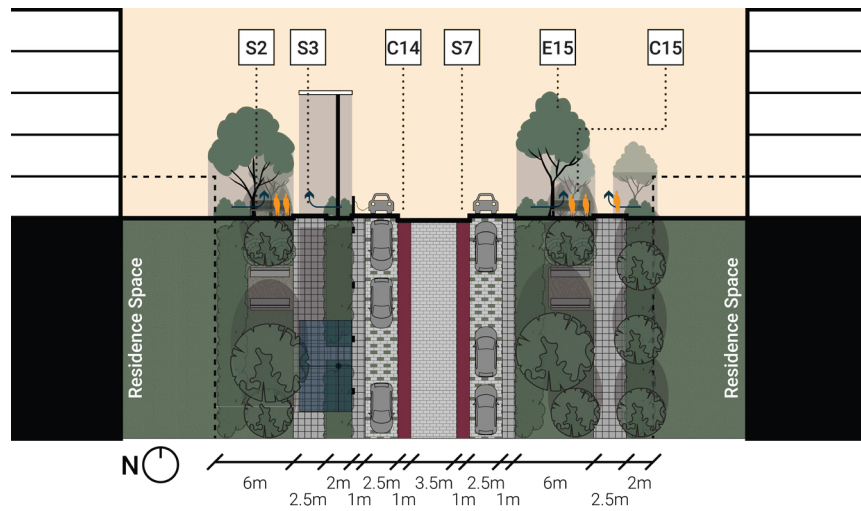 S2 S3 C14 S7 E15 C15
Residence Space
Residence Space
N
6m 2m 2.5m 3.5m 2.5m 6m 2m
2.5m 1m 1m 1m 1m 2.5m